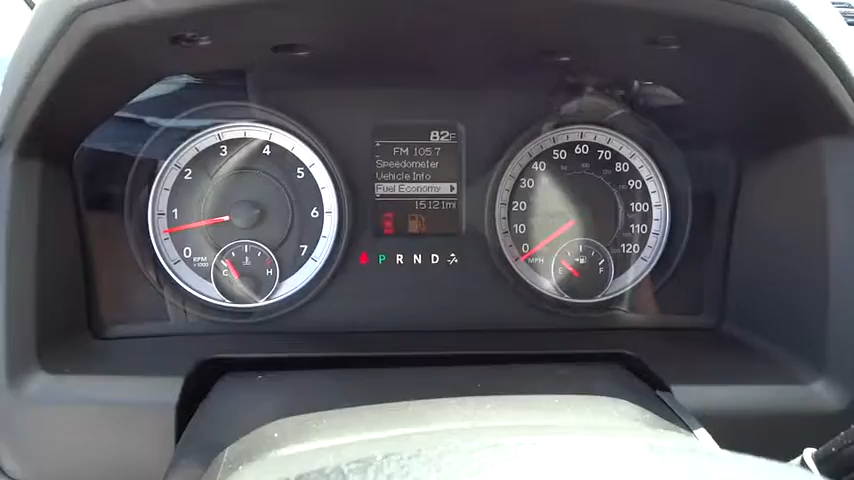 82F
FM 105.7
Speedometer
Vehicle Info
Fuel Economy
15121mi
P R N D
0 1 2 3 4 5 6 7
RPM
x1000
C H
0 10 20 30 40 50 60 70 80 90 100 110 120
MPH
E F